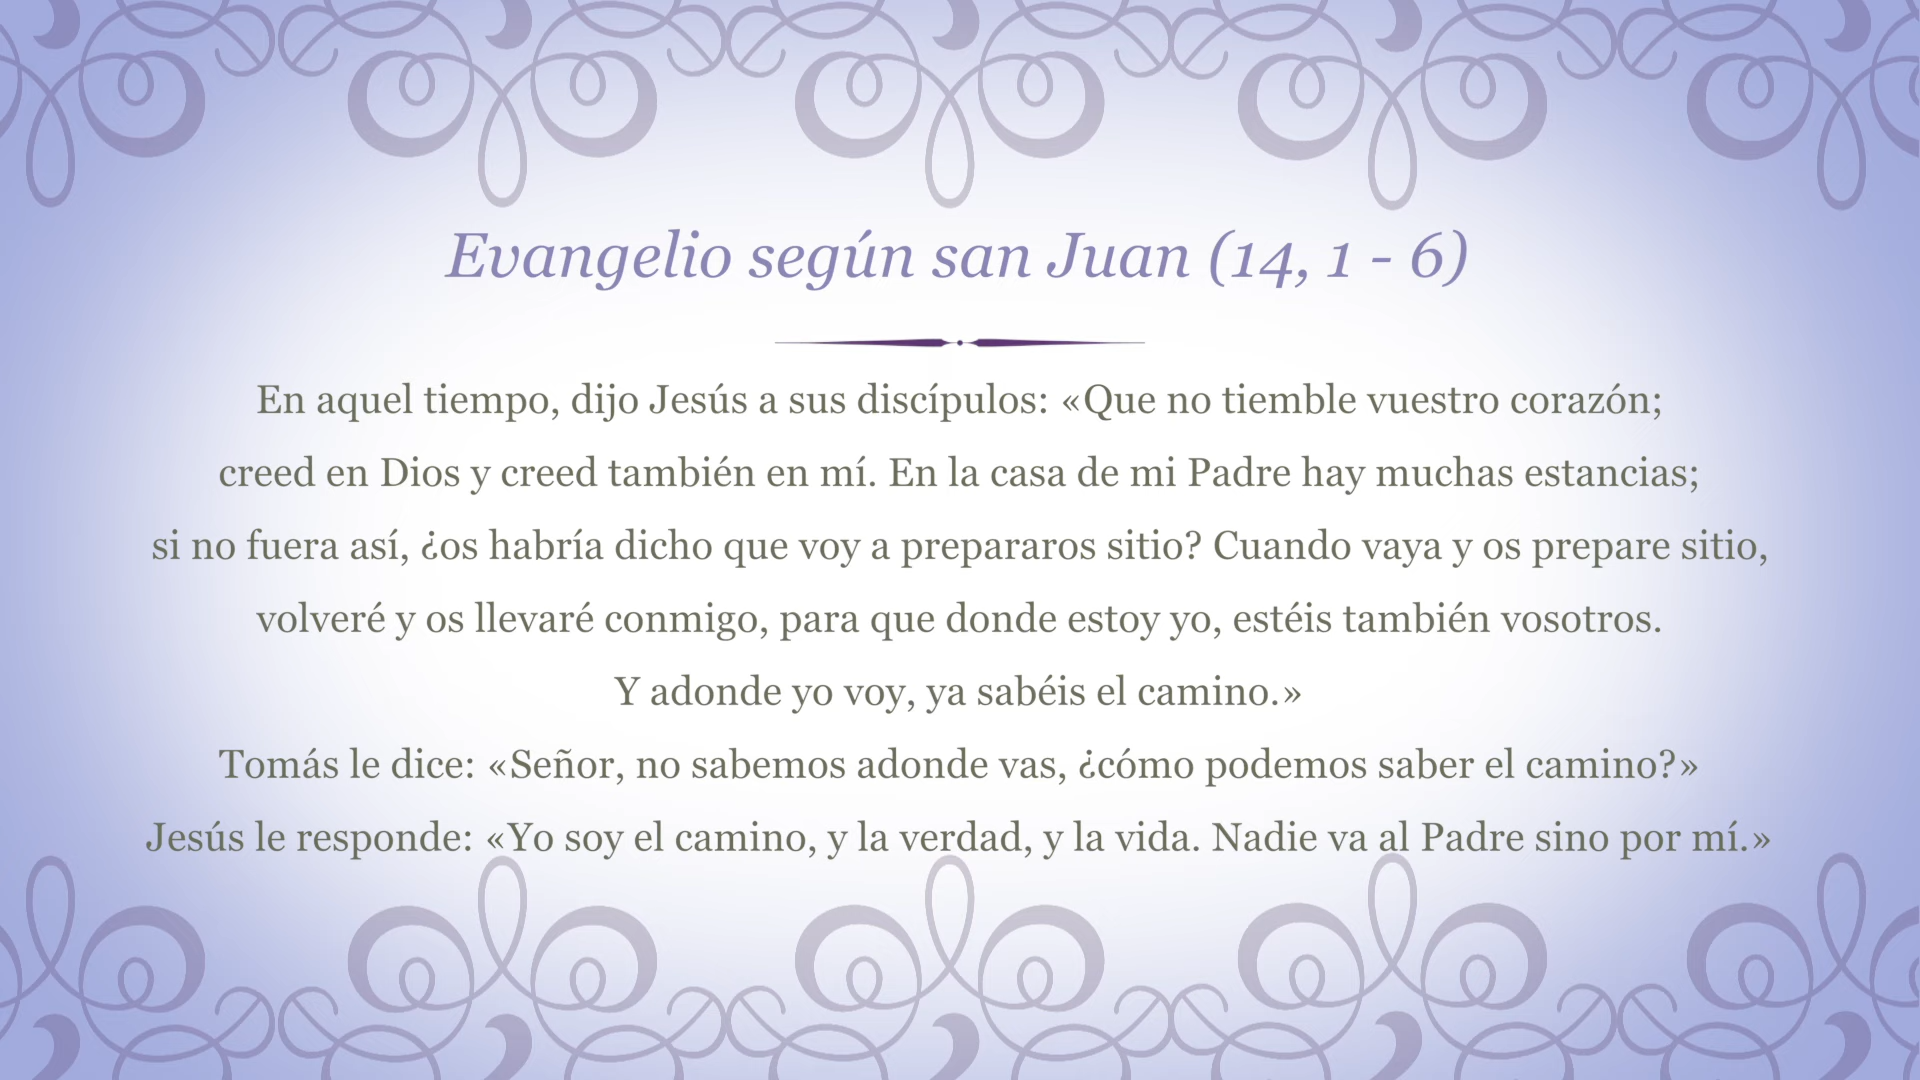 Evangelio según san Juan (14, 1 - 6)
En aquel tiempo, dijo Jesús a sus discípulos: «Que no tiemble vuestro corazón;
creed en Dios y creed también en mí. En la casa de mi Padre hay muchas estancias;
si no fuera así, ¿os habría dicho que voy a prepararos sitio? Cuando vaya y os prepare sitio,
volveré y os llevaré conmigo, para que donde estoy yo, estéis también vosotros.
Y adonde yo voy, ya sabéis el camino.»
Tomás le dice: «Señor, no sabemos adonde vas, ¿cómo podemos saber el camino?»
Jesús le responde: «Yo soy el camino, y la verdad, y la vida. Nadie va al Padre sino por mí.»